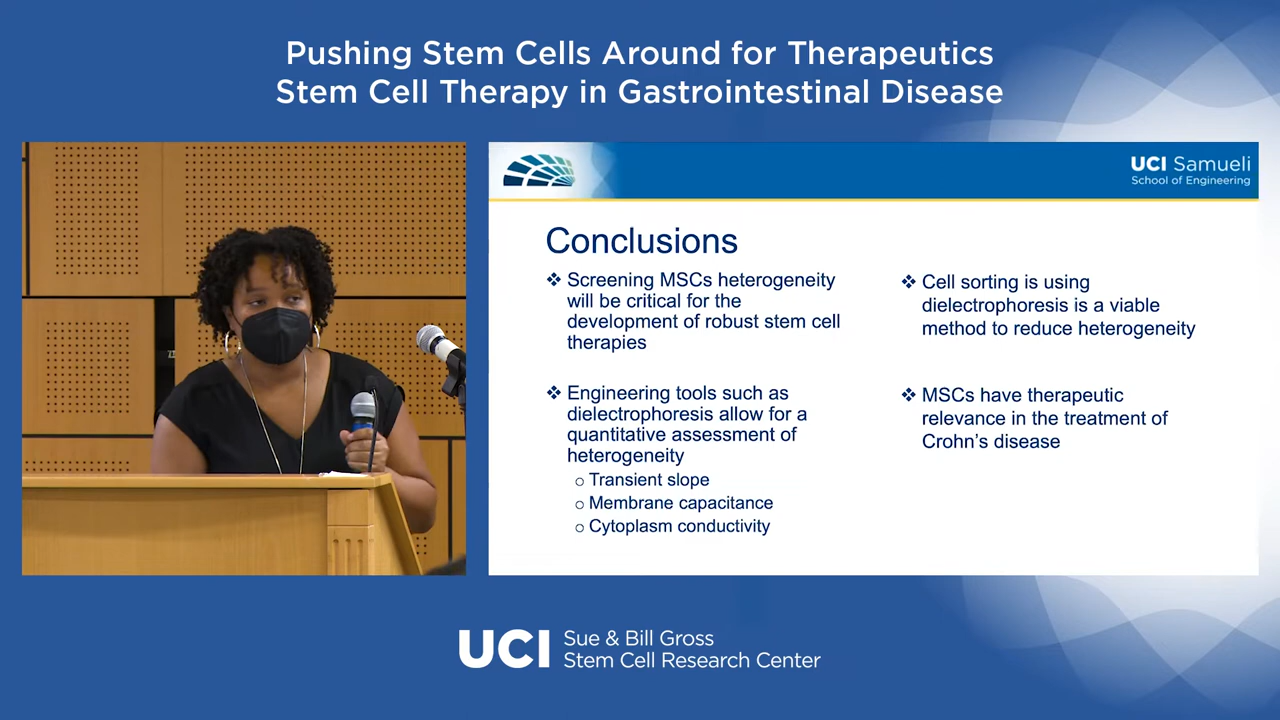 Pushing Stem Cells Around for Therapeutics
Stem Cell Therapy in Gastrointestinal Disease
UCI Samueli
School of Engineering
Conclusions
❖ Screening MSCs heterogeneity
will be critical for the
development of robust stem cell
therapies
❖ Engineering tools such as
dielectrophoresis allow for a
quantitative assessment of
heterogeneity
o Transient slope
o Membrane capacitance
o Cytoplasm conductivity
❖ Cell sorting is using
dielectrophoresis is a viable
method to reduce heterogeneity
❖ MSCs have therapeutic
relevance in the treatment of
Crohn's disease
UCI Sue & Bill Gross
Stem Cell Research Center